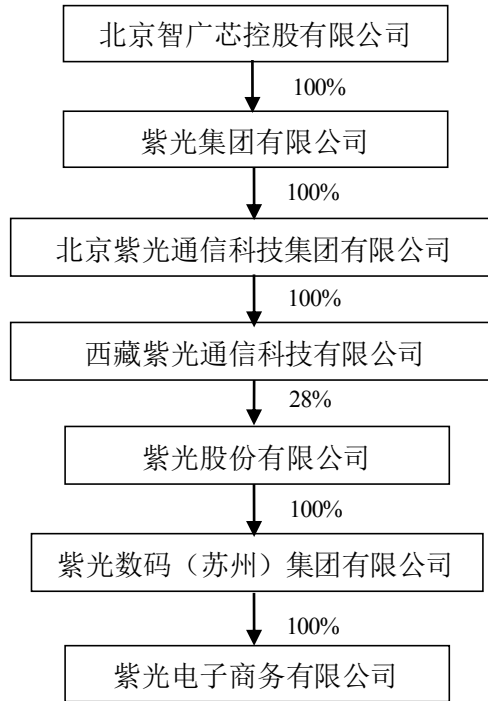 北京智广芯控股有限公司
100%
紫光集团有限公司
100%
北京紫光通信科技集团有限公司
100%
西藏紫光通信科技有限公司
28%
紫光股份有限公司
100%
紫光数码（苏州）集团有限公司
100%
紫光电子商务有限公司